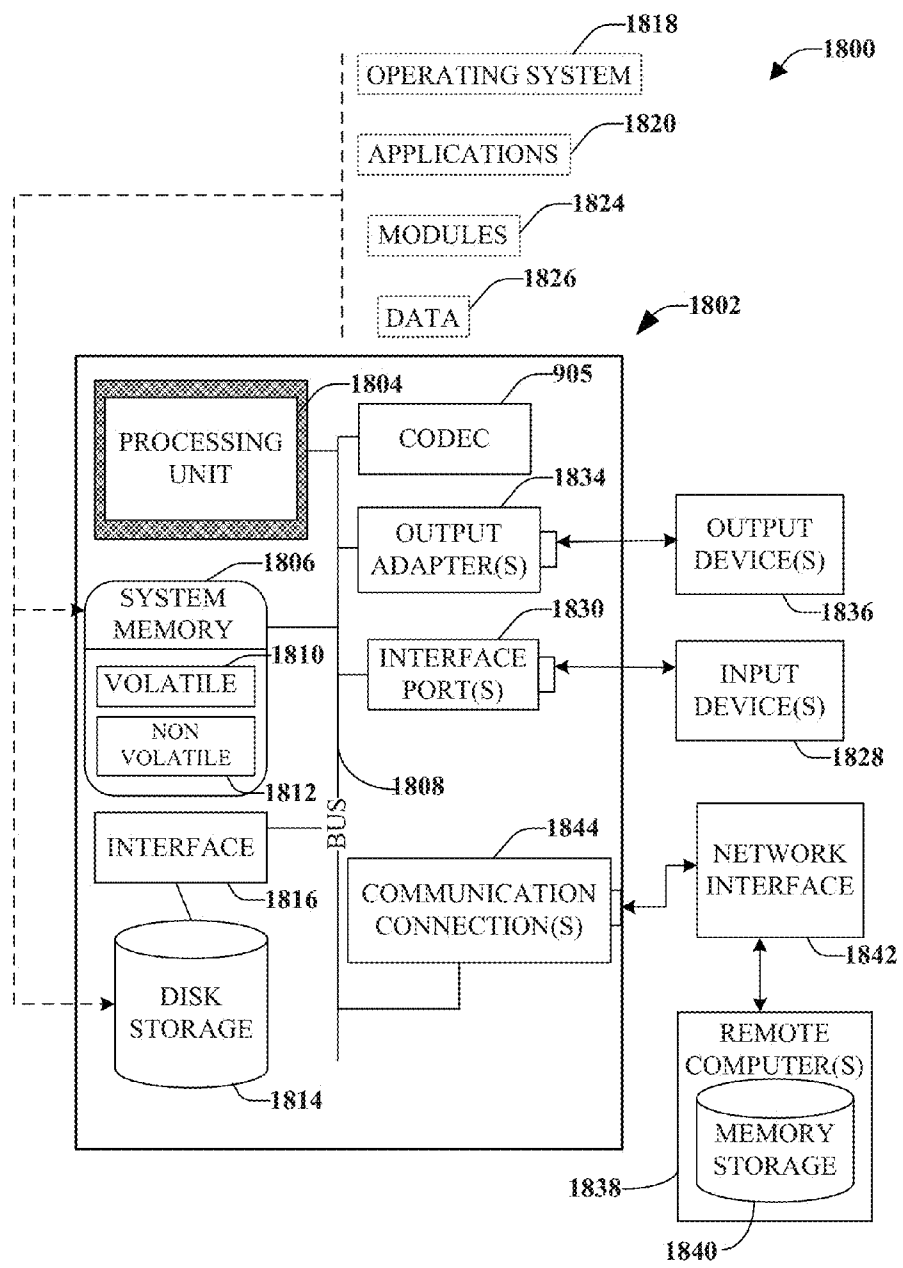 1818
1800
OPERATING SYSTEM
1820
APPLICATIONS
1824
MODULES
1826
DATA
1802
1804
905
PROCESSING
UNIT
CODEC
1834
OUTPUT
ADAPTER(S)
OUTPUT
DEVICE(S)
1836
1806
SYSTEM
MEMORY
1830
1810
VOLATILE
INTERFACE
PORT(S)
INPUT
DEVICE(S)
NON
VOLATILE
1828
1812
1808
BUS
1844
INTERFACE
1816
COMMUNICATION
CONNECTION(S)
NETWORK
INTERFACE
1842
DISK
STORAGE
1814
REMOTE
COMPUTER(S)
MEMORY
STORAGE
1838
1840